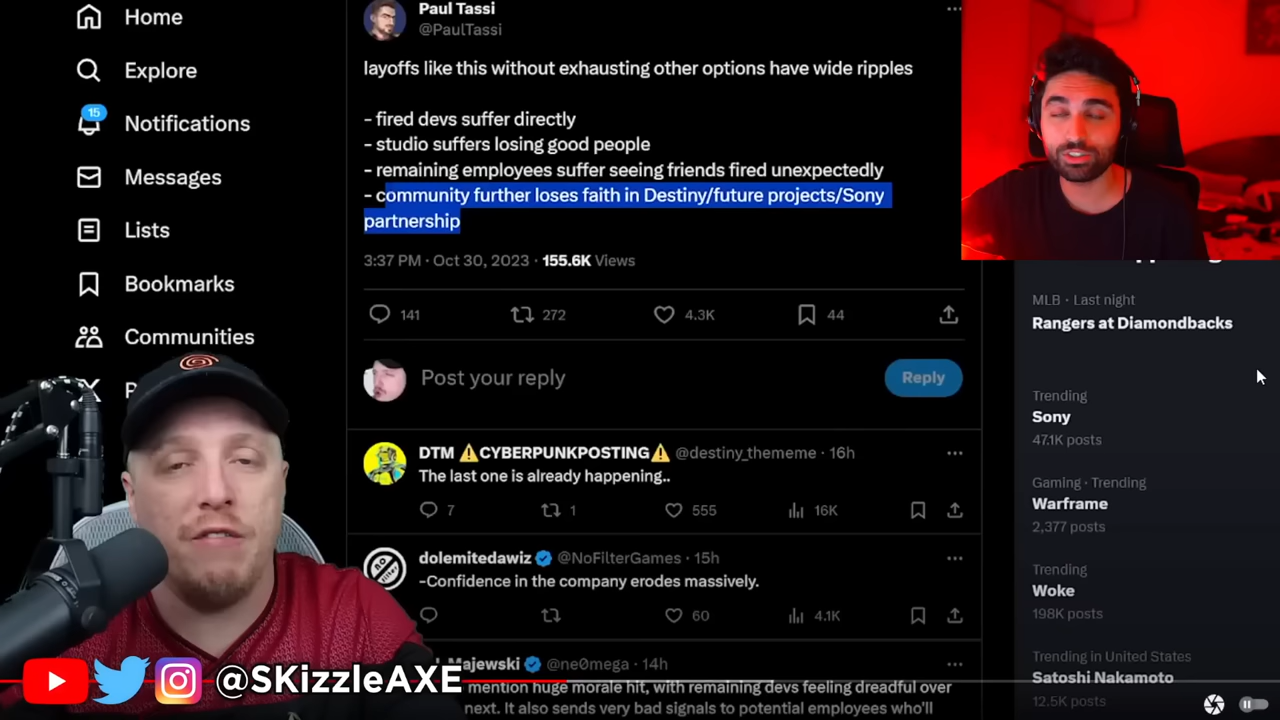 Home
Explore
15
Notifications
Messages
Lists
Bookmarks
Communities
Paul Tassi
@PaulTassi
layoffs like this without exhausting other options have wide ripples
- fired devs suffer directly
- studio suffers losing good people
- remaining employees suffer seeing friends fired unexpectedly
- community further loses faith in Destiny/future projects/Sony
partnership
3:37 PM · Oct 30, 2023 · 155.6K Views
141 272 4.3K 44
Post your reply
Reply
DTM ⚠️CYBERPUNKPOSTING⚠️ @destiny_thememe · 16h
The last one is already happening..
7 1 555 16K
dolemitedawiz @NoFilterGames · 15h
-Confidence in the company erodes massively.
60 4.1K
Majewski @ne0mega · 14h
mention huge morale hit, with remaining devs feeling dreadful over
next. It also sends very bad signals to potential employees who'll
MLB · Last night
Rangers at Diamondbacks
Trending
Sony
47.1K posts
Gaming · Trending
Warframe
2,377 posts
Trending
Woke
198K posts
Trending in United States
Satoshi Nakamoto
12.5K posts
@SKizzleAXE